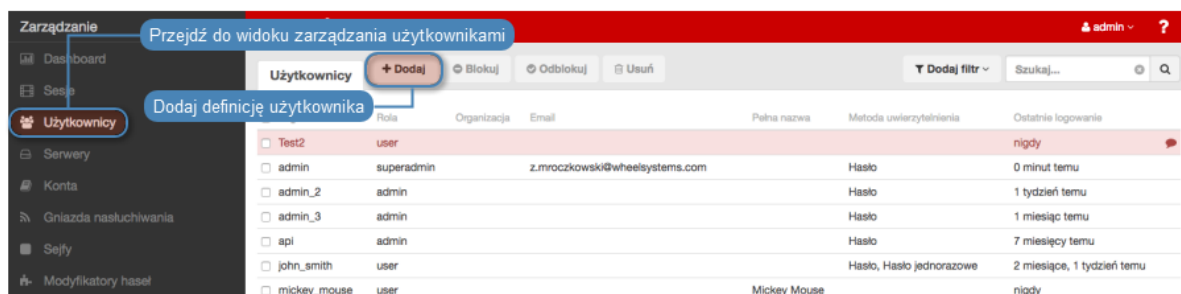 Zarządzanie
Przejdź do widoku zarządzania użytkownikami
admin
?
Dashboard
Użytkownicy
+ Dodaj
Blokuj
Odblokuj
Usuń
Dodaj filtr
Szukaj...
Sesje
Dodaj definicję użytkownika
Użytkownicy
Rola
Organizacja
Email
Pełna nazwa
Metoda uwierzytelnienia
Ostatnie logowanie
Test2 user nigdy
Serwery
admin superadmin z.mroczkowski@wheelsystems.com Hasło 0 minut temu
Konta
admin_2 admin Hasło 1 tydzień temu
Gniazda nasłuchiwania
admin_3 admin Hasło 1 miesiąc temu
Sejfy
api admin Hasło 7 miesięcy temu
john_smith user Hasło, Hasło jednorazowe 2 miesiące, 1 tydzień temu
Modyfikatory haseł
mickey_mouse user Mickey Mouse nigdy